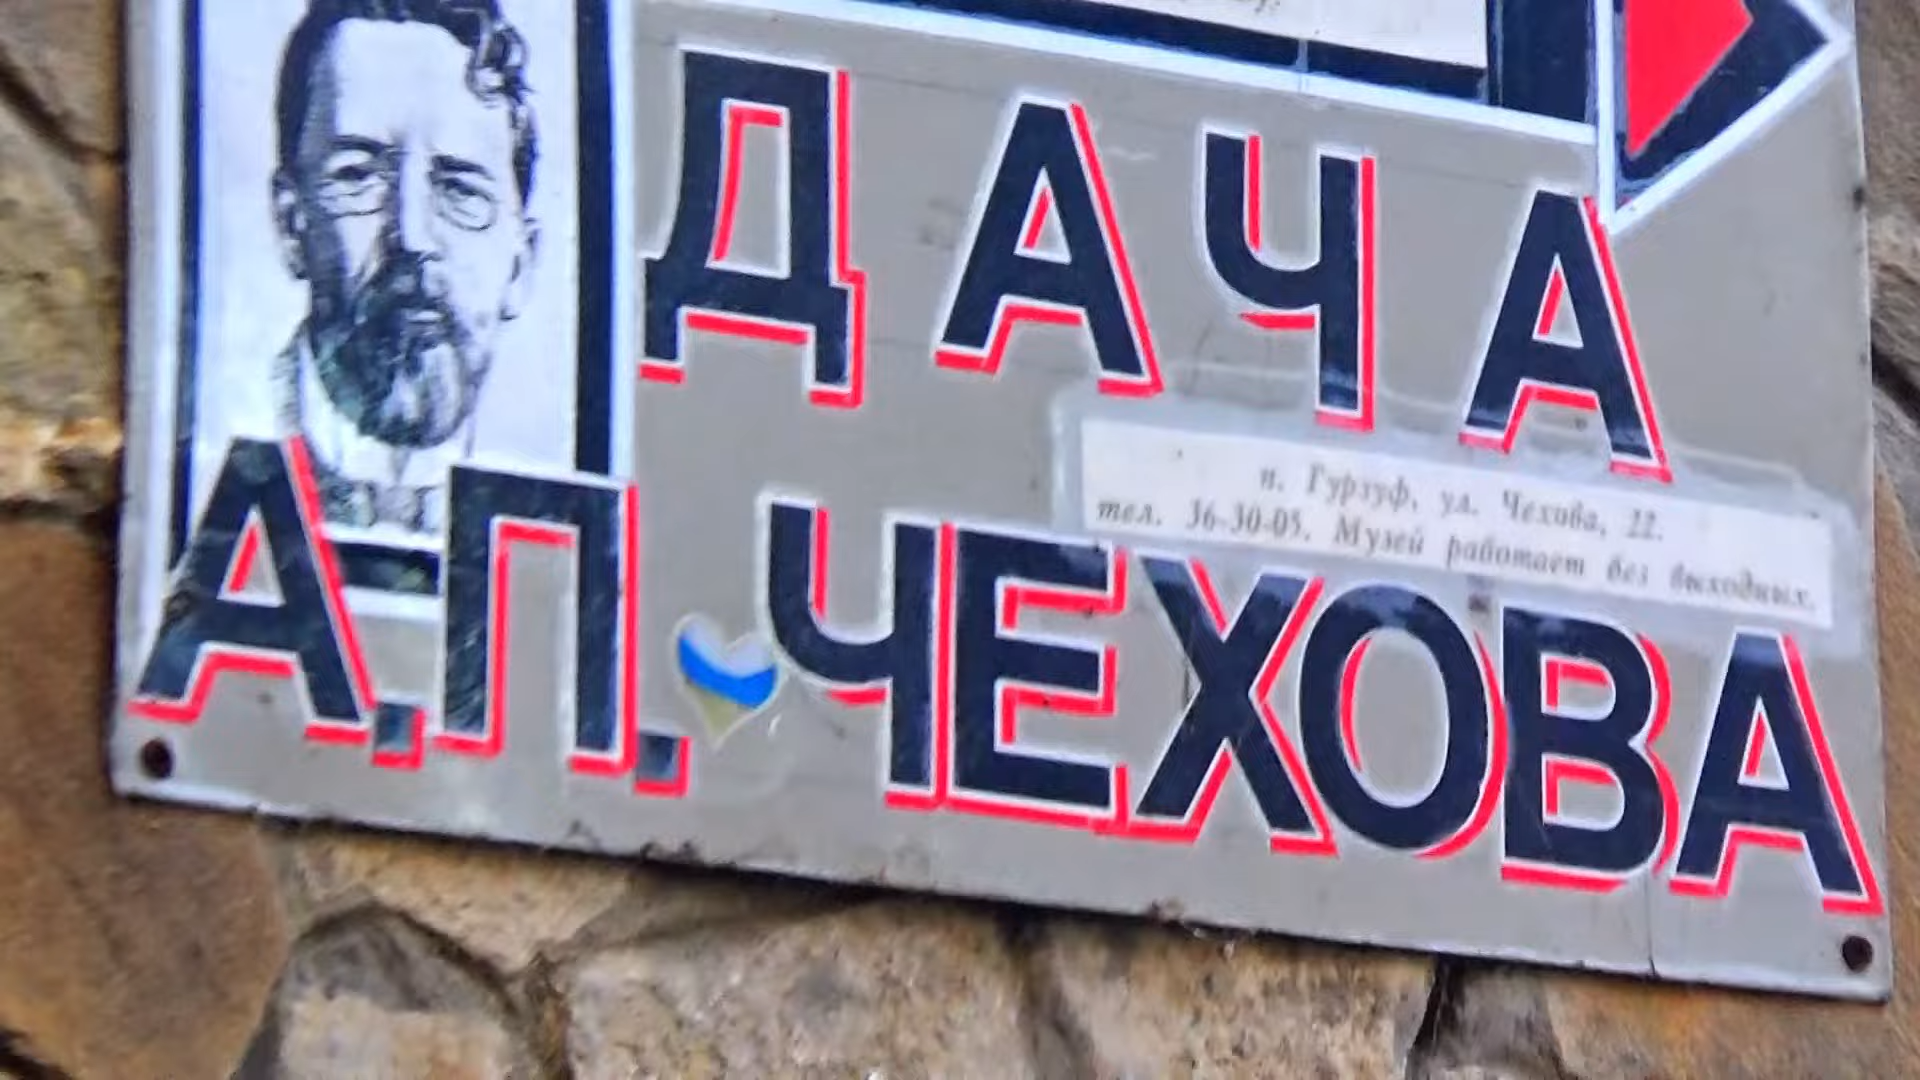 ДАЧА
п. Гурзуф, ул. Чехова, 22.
тел. 36-30-05. Музей работает без выходных.
А.П. ЧЕХОВА